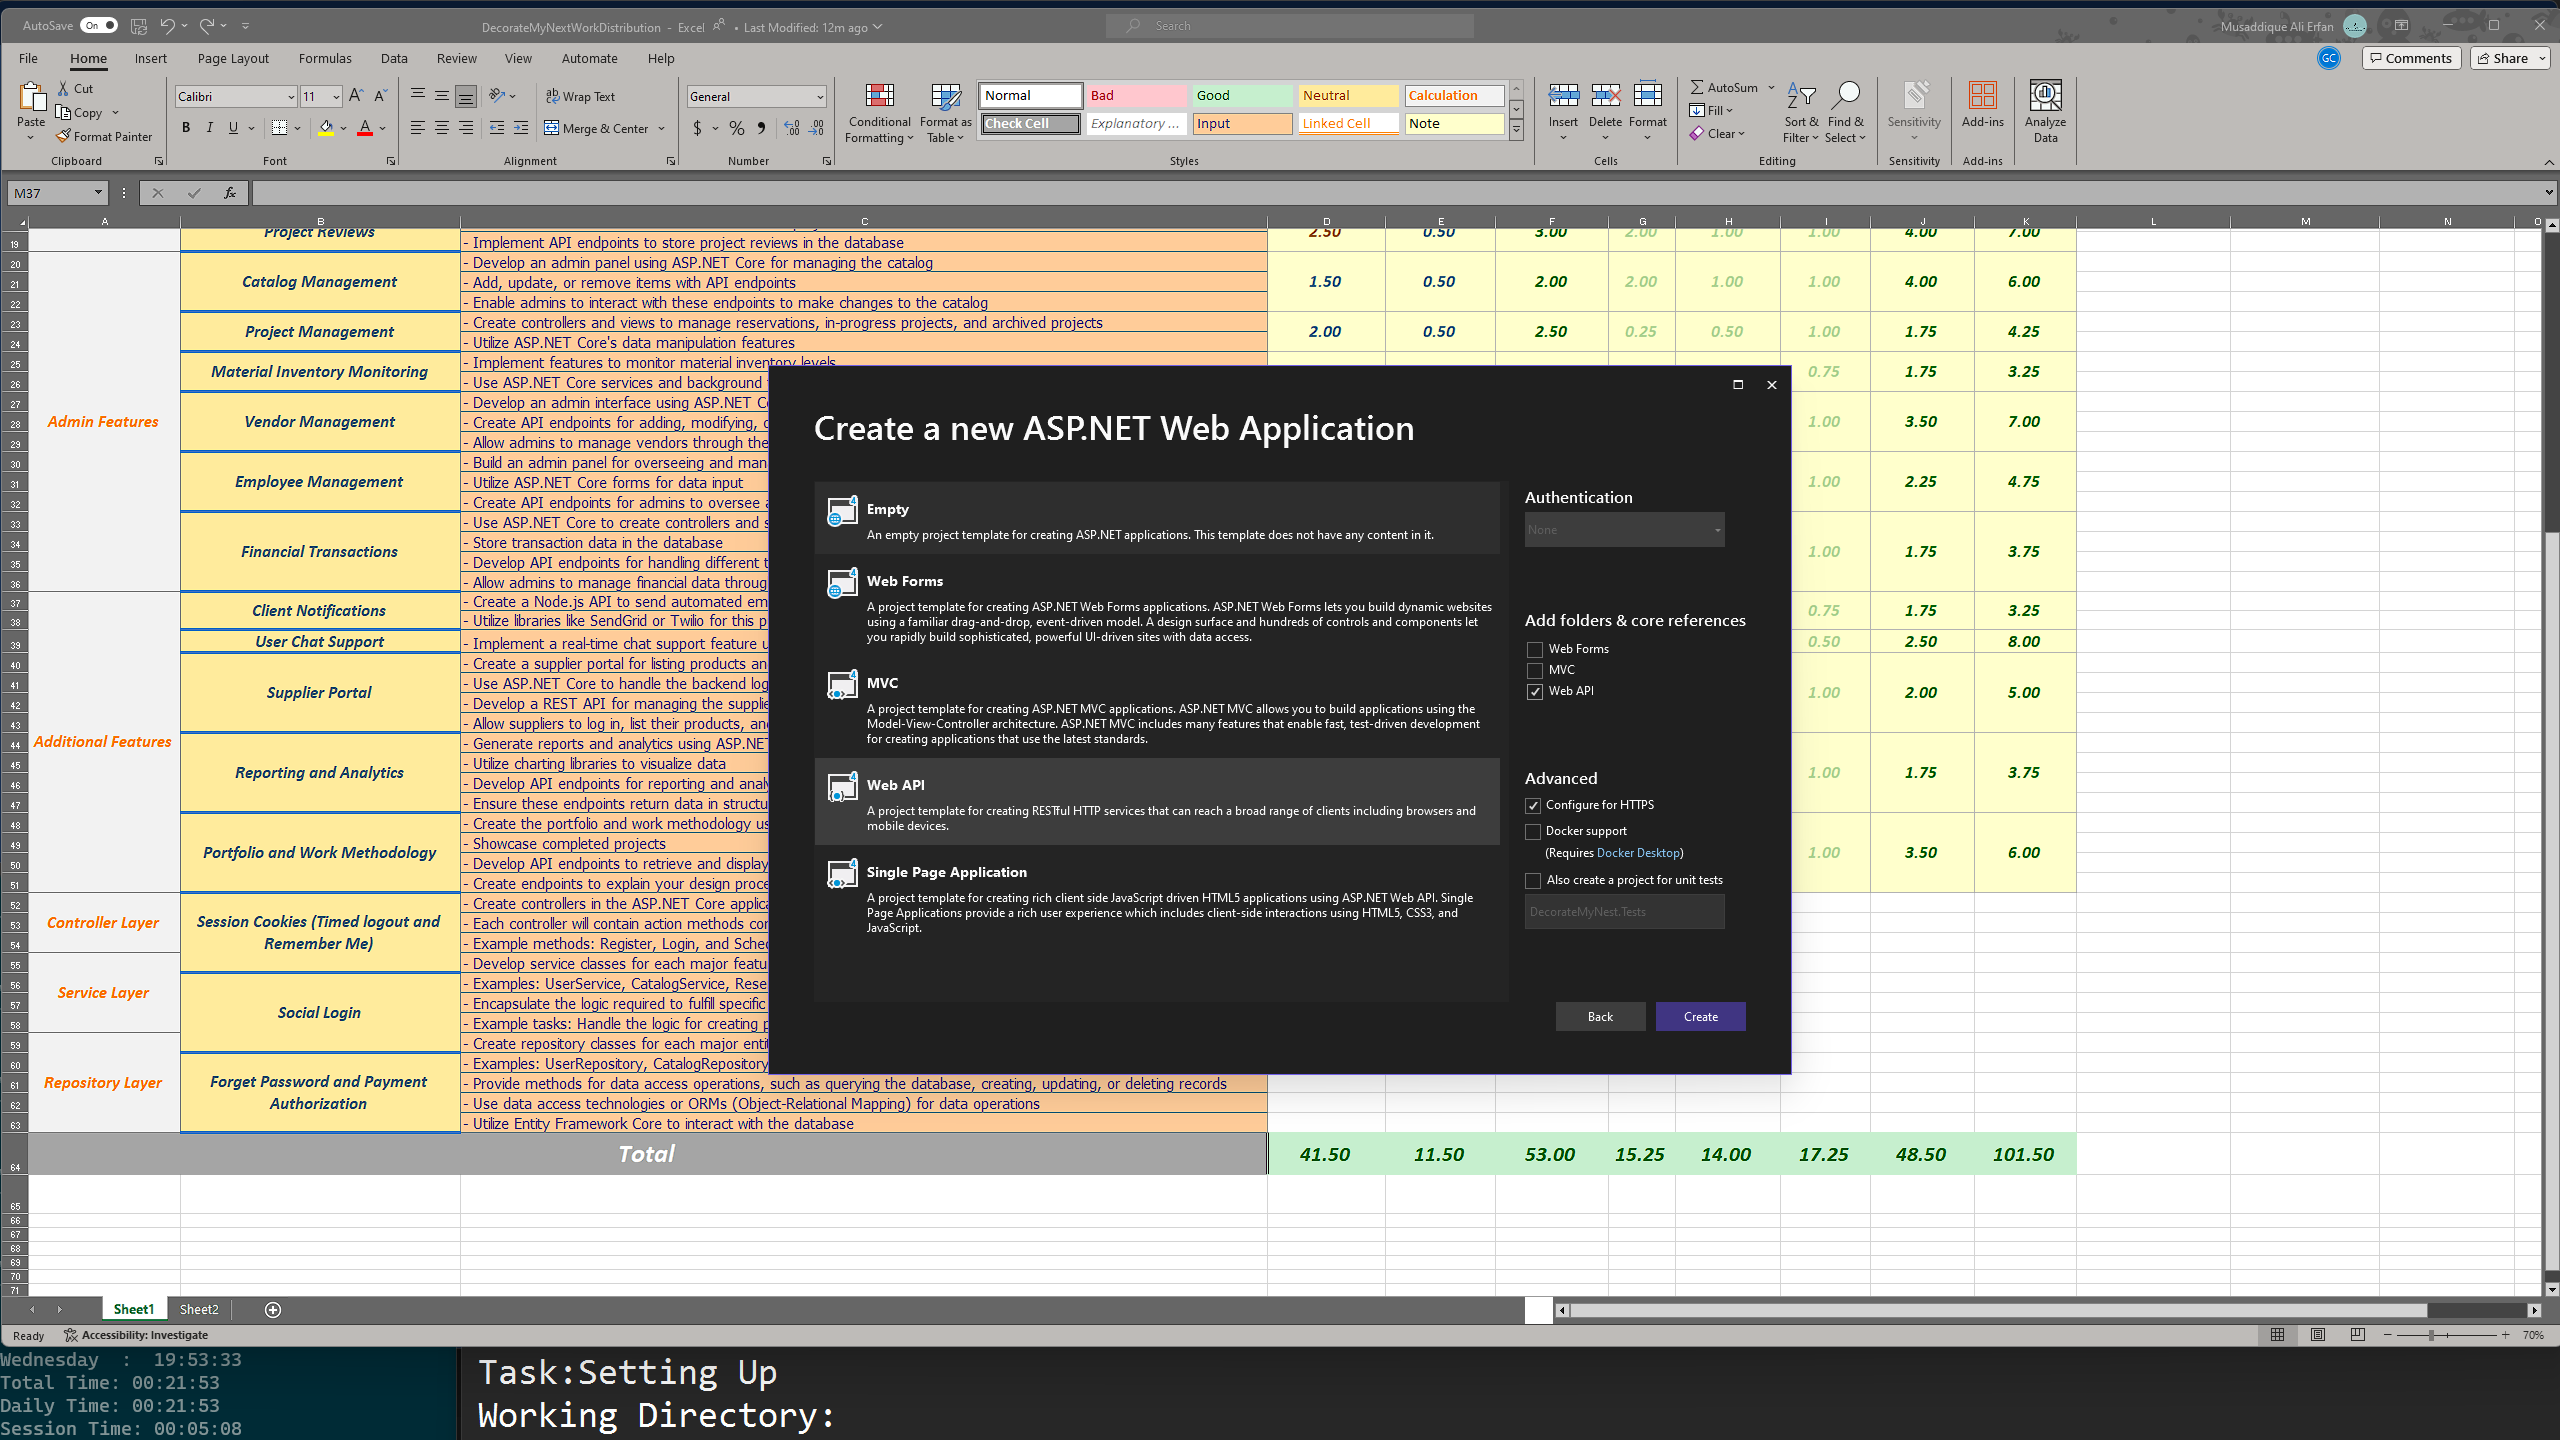 AutoSave On DecorateMyNextWorkDistribution - Excel • Last Modified: 12m ago Search Musaddique Ali Erfan
File Home Insert Page Layout Formulas Data Review View Automate Help GC Comments Share
Paste Cut Copy Format Painter Clipboard
Calibri 11 B I U A A A Font
Wrap Text Merge & Center Alignment
General $ % Number
Conditional Formatting Format as Table
Normal Bad Good Neutral Calculation
Check Cell Explanatory ... Input Linked Cell Note
Styles
Insert Delete Format Cells
AutoSum Fill Clear Sort & Filter Find & Select Editing
Sensitivity Sensitivity
Add-ins Add-ins
Analyze Data
M37 fx
A B C D E F G H I J K L M N O
19 Project Reviews - Implement API endpoints to store project reviews in the database 2.50 0.50 3.00 2.00 1.00 1.00 4.00 7.00
20 - Develop an admin panel using ASP.NET Core for managing the catalog
21 Catalog Management - Add, update, or remove items with API endpoints 1.50 0.50 2.00 2.00 1.00 1.00 4.00 6.00
22 - Enable admins to interact with these endpoints to make changes to the catalog
23 Project Management - Create controllers and views to manage reservations, in-progress projects, and archived projects 2.00 0.50 2.50 0.25 0.50 1.00 1.75 4.25
24 - Utilize ASP.NET Core's data manipulation features
25 Material Inventory Monitoring - Implement features to monitor material inventory levels 0.75 1.75 3.25
26 - Use ASP.NET Core services and background
27 - Develop an admin interface using ASP.NET
28 Admin Features Vendor Management - Create API endpoints for adding, modifying, 1.00 3.50 7.00
29 - Allow admins to manage vendors through the
30 - Build an admin panel for overseeing and
31 Employee Management - Utilize ASP.NET Core forms for data input 1.00 2.25 4.75
32 - Create API endpoints for admins to oversee
33 - Use ASP.NET Core to create controllers and
34 Financial Transactions - Store transaction data in the database 1.00 1.75 3.75
35 - Develop API endpoints for handling different
36 - Allow admins to manage financial data
37 Client Notifications - Create a Node.js API to send automated 0.75 1.75 3.25
38 - Utilize libraries like SendGrid or Twilio for this
39 User Chat Support - Implement a real-time chat support feature 0.50 2.50 8.00
40 - Create a supplier portal for listing products
41 Supplier Portal - Use ASP.NET Core to handle the backend 1.00 2.00 5.00
42 - Develop a REST API for managing the
43 - Allow suppliers to log in, list their products,
44 Additional Features - Generate reports and analytics using
45 Reporting and Analytics - Utilize charting libraries to visualize data 1.00 1.75 3.75
46 - Develop API endpoints for reporting and
47 - Ensure these endpoints return data in
48 - Create the portfolio and work methodology
49 Portfolio and Work Methodology - Showcase completed projects 1.00 3.50 6.00
50 - Develop API endpoints to retrieve and display
51 - Create endpoints to explain your design
52 - Create controllers in the ASP.NET Core
53 Controller Layer Session Cookies (Timed logout and Remember Me) - Each controller will contain action methods
54 - Example methods: Register, Login, and
55 - Develop service classes for each major
56 - Examples: UserService, CatalogService,
57 Service Layer Social Login - Encapsulate the logic required to fulfill specific
58 - Example tasks: Handle the logic for creating
59 - Create repository classes for each major
60 - Examples: UserRepository, CatalogRepository
61 Repository Layer Forget Password and Payment Authorization - Provide methods for data access operations, such as querying the database, creating, updating, or deleting records
62 - Use data access technologies or ORMs (Object-Relational Mapping) for data operations
63 - Utilize Entity Framework Core to interact with the database
64 Total 41.50 11.50 53.00 15.25 14.00 17.25 48.50 101.50
65
66
67
68
69
70
71
Create a new ASP.NET Web Application
Empty
An empty project template for creating ASP.NET applications. This template does not have any content in it.
Web Forms
A project template for creating ASP.NET Web Forms applications. ASP.NET Web Forms lets you build dynamic websites
using a familiar drag-and-drop, event-driven model. A design surface and hundreds of controls and components let
you rapidly build sophisticated, powerful UI-driven sites with data access.
MVC
A project template for creating ASP.NET MVC applications. ASP.NET MVC allows you to build applications using the
Model-View-Controller architecture. ASP.NET MVC includes many features that enable fast, test-driven development
for creating applications that use the latest standards.
Web API
A project template for creating RESTful HTTP services that can reach a broad range of clients including browsers and
mobile devices.
Single Page Application
A project template for creating rich client side JavaScript driven HTML5 applications using ASP.NET Web API. Single
Page Applications provide a rich user experience which includes client-side interactions using HTML5, CSS3, and
JavaScript.
Authentication
None
Add folders & core references
Web Forms
MVC
Web API
Advanced
Configure for HTTPS
Docker support
(Requires Docker Desktop)
Also create a project for unit tests
DecorateMyNest.Tests
Back Create
Sheet1 Sheet2
Ready Accessibility: Investigate 70%
Wednesday : 19:53:33
Total Time: 00:21:53
Daily Time: 00:21:53
Session Time: 00:05:08
Task:Setting Up
Working Directory: